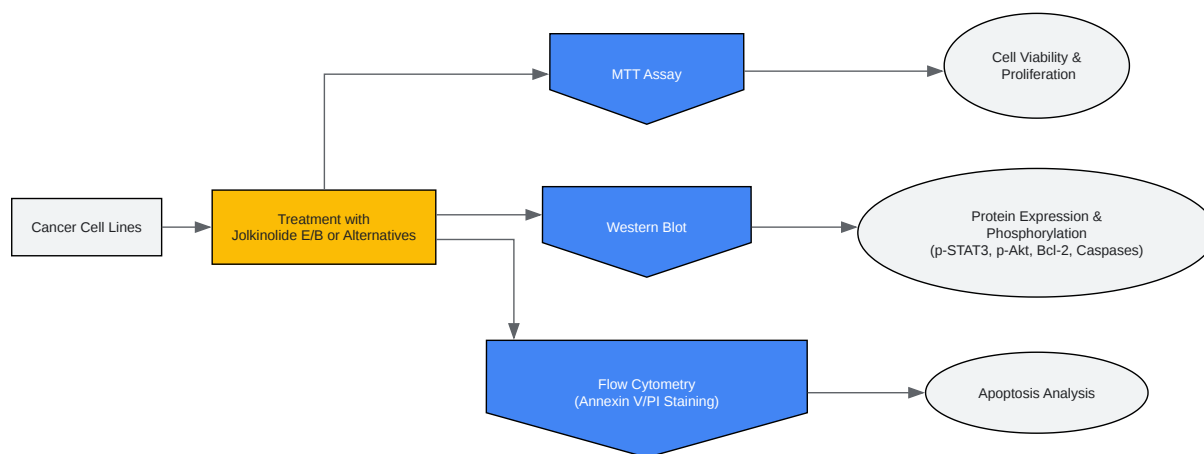 Cancer Cell Lines
Treatment with
Jolkinolide E/B or Alternatives
MTT Assay
Cell Viability &
Proliferation
Western Blot
Protein Expression &
Phosphorylation
(p-STAT3, p-Akt, Bcl-2, Caspases)
Flow Cytometry
(Annexin V/PI Staining)
Apoptosis Analysis